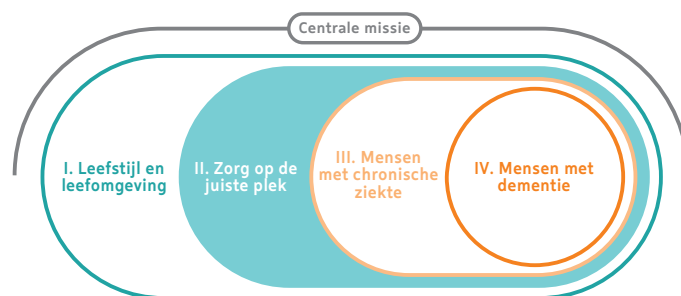 Centrale missie
I. Leefstijl en
leefomgeving
II. Zorg op de
juiste plek
III. Mensen
met chronische
ziekte
IV. Mensen met
dementie